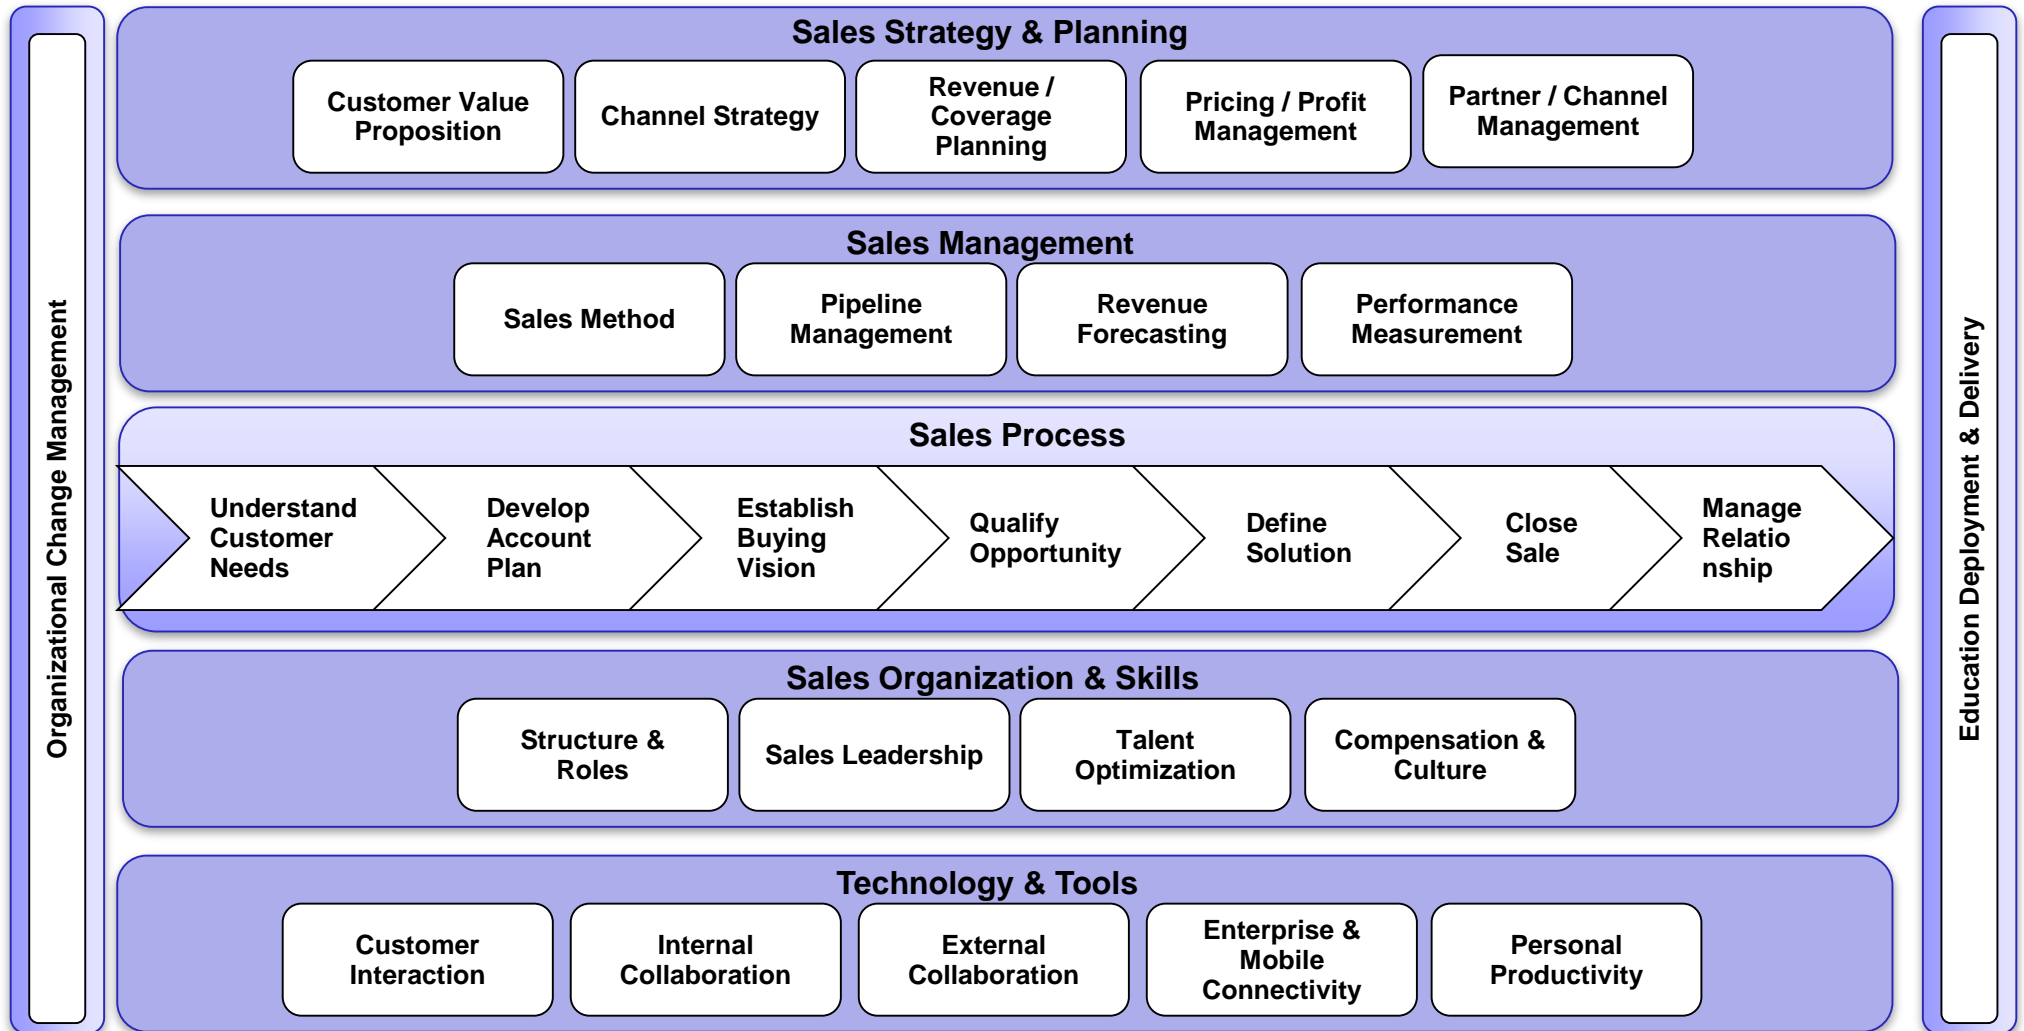 Organizational Change Management
Sales Strategy & Planning
Customer Value
Proposition
Channel Strategy
Revenue /
Coverage
Planning
Pricing / Profit
Management
Partner / Channel
Management
Sales Management
Sales Method
Pipeline
Management
Revenue
Forecasting
Performance
Measurement
Sales Process
Understand
Customer
Needs
Develop
Account
Plan
Establish
Buying
Vision
Qualify
Opportunity
Define
Solution
Close
Sale
Manage
Relatio
nship
Sales Organization & Skills
Structure &
Roles
Sales Leadership
Talent
Optimization
Compensation &
Culture
Technology & Tools
Customer
Interaction
Internal
Collaboration
External
Collaboration
Enterprise &
Mobile
Connectivity
Personal
Productivity
Education Deployment & Delivery